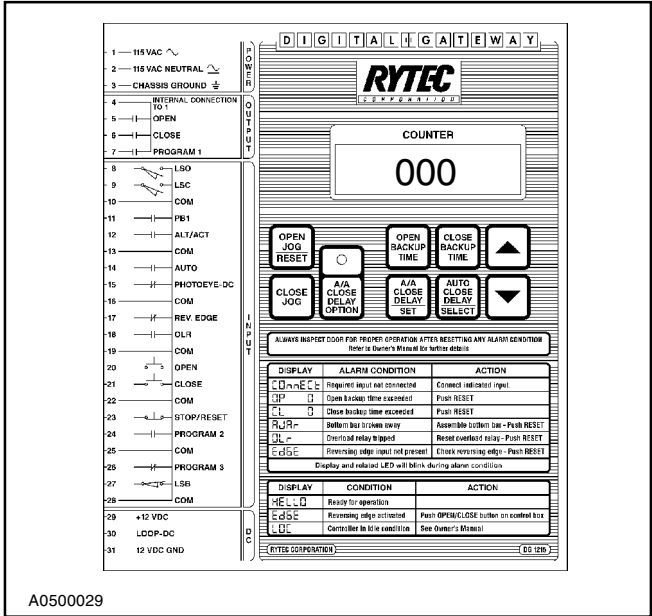 DIGITAL GATEWAY
1 115 VAC
2 115 VAC NEUTRAL
3 CHASSIS GROUND
POWER
4 INTERNAL CONNECTION TO 1
5 OPEN
6 CLOSE
7 PROGRAM 1
OUTPUT
8 LSO
9 LSC
10 COM
11 PB1
12 ALT/ACT
13 COM
14 AUTO
15 PHOTOEYE-DC
16 COM
17 REV. EDGE
18 OLR
19 COM
20 OPEN
21 CLOSE
22 COM
23 STOP/RESET
24 PROGRAM 2
25 COM
26 PROGRAM 3
27 LSB
28 COM
INPUT
29 +12 VDC
30 LOOP-DC
31 12 VDC GND
DC
RYTEC
CORPORATION
COUNTER
000
OPEN JOG RESET
OPEN BACKUP TIME
CLOSE BACKUP TIME
CLOSE JOG
A/A CLOSE DELAY OPTION
A/A CLOSE DELAY SET
AUTO CLOSE DELAY SELECT
ALWAYS INSPECT DOOR FOR PROPER OPERATION AFTER RESETTING ANY ALARM CONDITION
Refer to Owner's Manual for further details
DISPLAY ALARM CONDITION ACTION
COnnECt Required input not connected Connect indicated input.
OP 0 Open backup time exceeded Push RESET
CL 0 Close backup time exceeded Push RESET
AJAr Bottom bar broken away Assemble bottom bar - Push RESET
OLr Overload relay tripped Reset overload relay - Push RESET
EdGE Reversing edge input not present Check reversing edge - Push RESET
Display and related LED will blink during alarm condition
DISPLAY CONDITION ACTION
HELLO Ready for operation
EdGE Reversing edge activated Push OPEN/CLOSE button on control box
LOC Controller in idle condition See Owner's Manual
RYTEC CORPORATION DG 1215
A0500029